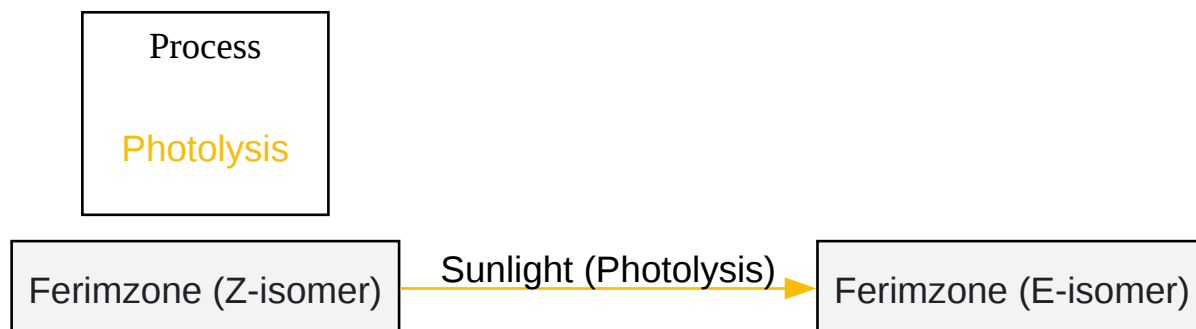 Process
Photolysis
Ferimzone (Z-isomer)
Sunlight (Photolysis)
Ferimzone (E-isomer)